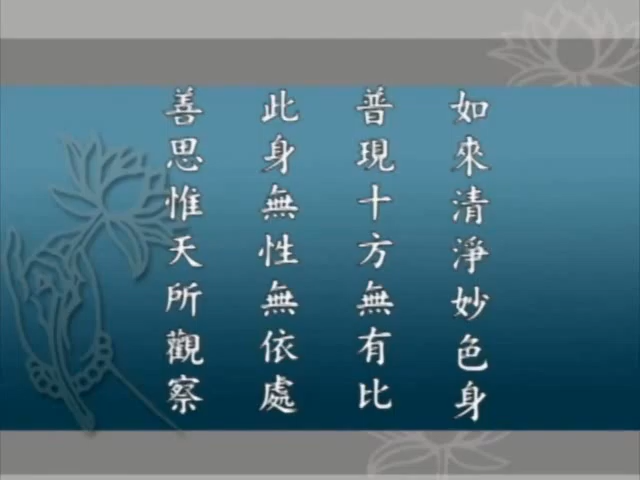 如來清淨妙色身
普現十方無有比
此身無性無依處
善思惟天所觀察